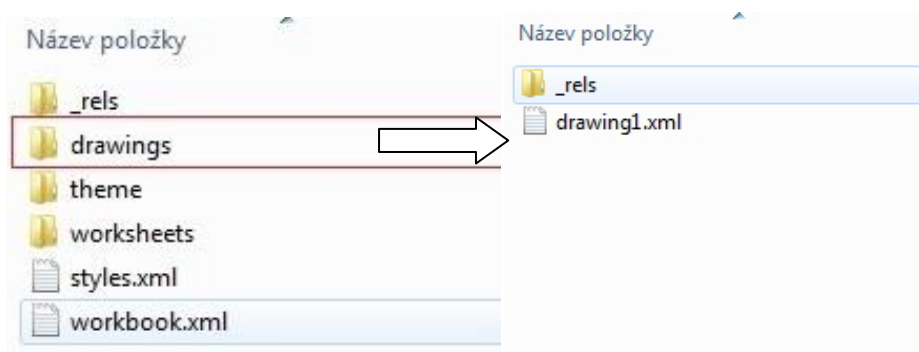 Název položky
_rels
drawings
theme
worksheets
styles.xml
workbook.xml
Název položky
_rels
drawing1.xml